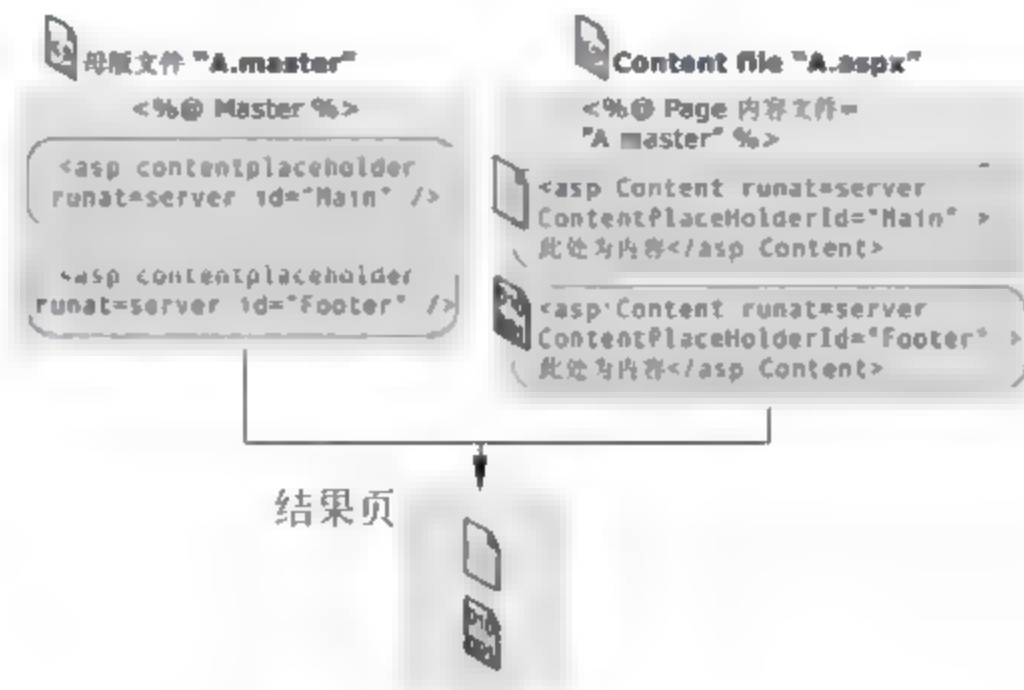 母版文件 "A.master"
<%@ Master %>
<asp contentplaceholder
runat=server id="Main" />
<asp contentplaceholder
runat=server id="Footer" />
Content file "A.aspx"
<%@ Page 内容文件=
"A master" %>
<asp Content runat=server
ContentPlaceHolderId="Main" >
此处为内容</asp Content>
<asp Content runat=server
ContentPlaceHolderId="Footer" >
此处为内容</asp Content>
结果页